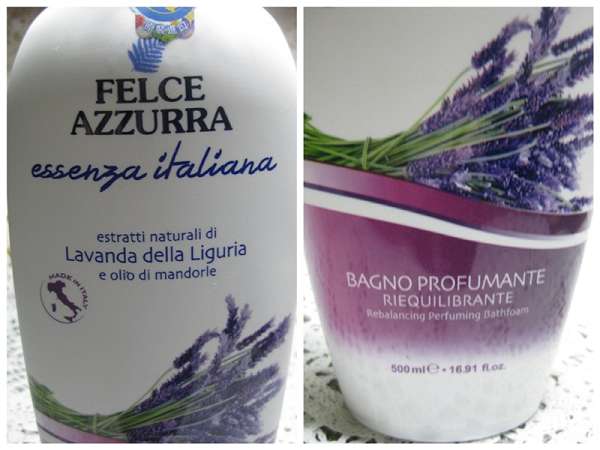 FELCE
AZZURRA
essenza italiana
estratti naturali di
Lavanda della Liguria
e olio di mandorle
MADE IN ITALY
BAGNO PROFUMANTE
RIEQUILIBRANTE
Rebalancing Perfuming Bathfoam
500 ml ℮ • 16.91 fl.oz.